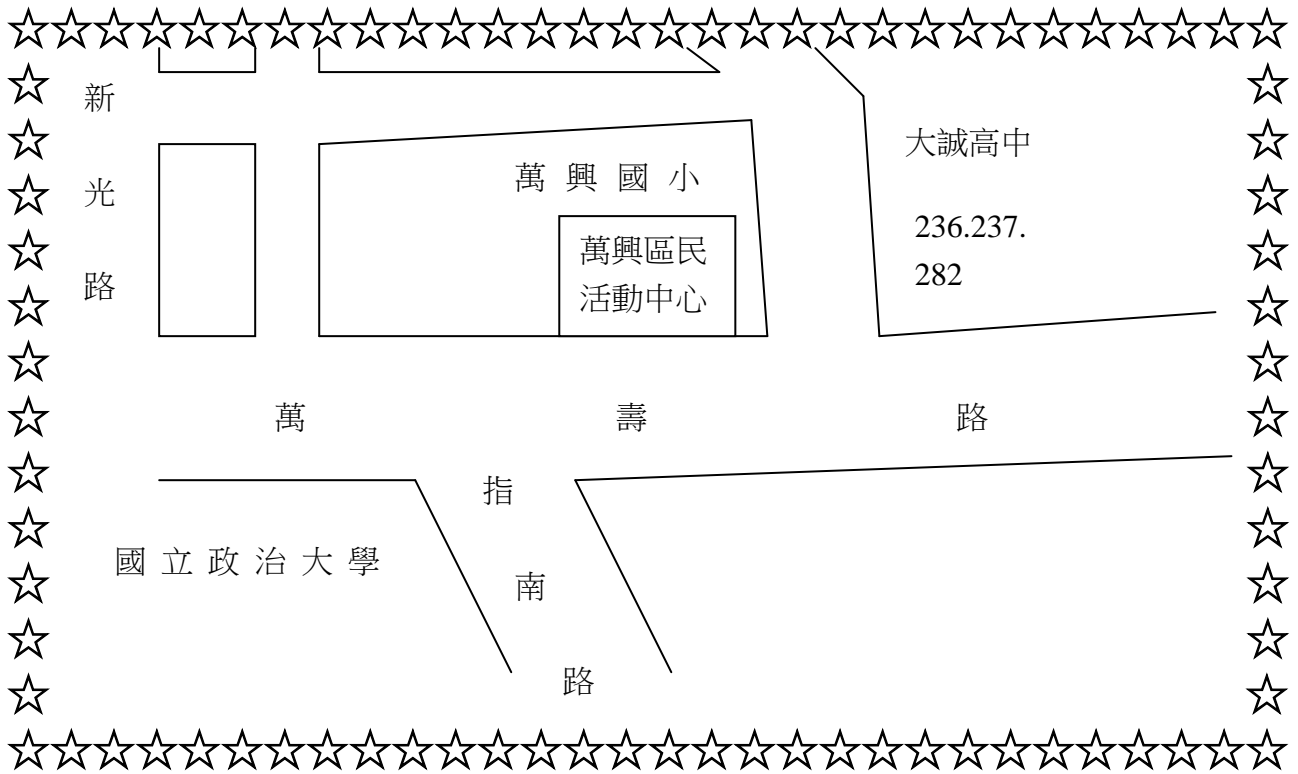 新光路
大誠高中
萬興國小
236.237.
282
萬興區民
活動中心
萬壽路
指南路
國立政治大學